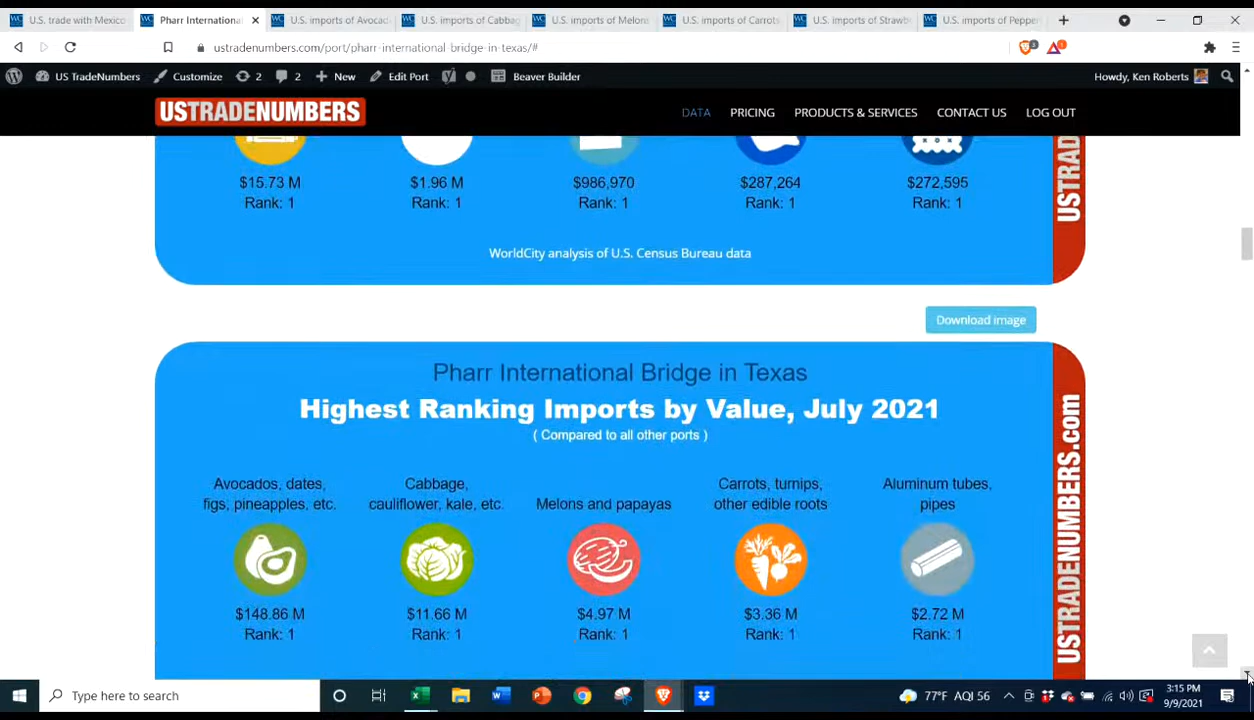 U.S. trade with Mexico
Pharr International
U.S. imports of Avocad
U.S. imports of Cabbag
U.S. imports of Melons
U.S. imports of Carrots
U.S. imports of Strawb
U.S. imports of Pepper
ustradenumbers.com/port/pharr-international-bridge-in-texas/#
US TradeNumbers
Customize
2
2
New
Edit Port
Beaver Builder
Howdy, Ken Roberts
USTRADENUMBERS
DATA
PRICING
PRODUCTS & SERVICES
CONTACT US
LOG OUT
$15.73 M
$1.96 M
$986,970
$287,264
$272,595
Rank: 1
Rank: 1
Rank: 1
Rank: 1
Rank: 1
USTRAD
WorldCity analysis of U.S. Census Bureau data
Download image
Pharr International Bridge in Texas
Highest Ranking Imports by Value, July 2021
( Compared to all other ports )
Avocados, dates,
figs, pineapples, etc.
Cabbage,
cauliflower, kale, etc.
Melons and papayas
Carrots, turnips,
other edible roots
Aluminum tubes,
pipes
$148.86 M
$11.66 M
$4.97 M
$3.36 M
$2.72 M
Rank: 1
Rank: 1
Rank: 1
Rank: 1
Rank: 1
USTRADENUMBERS.com
Type here to search
77°F AQI 56
3:15 PM
9/9/2021